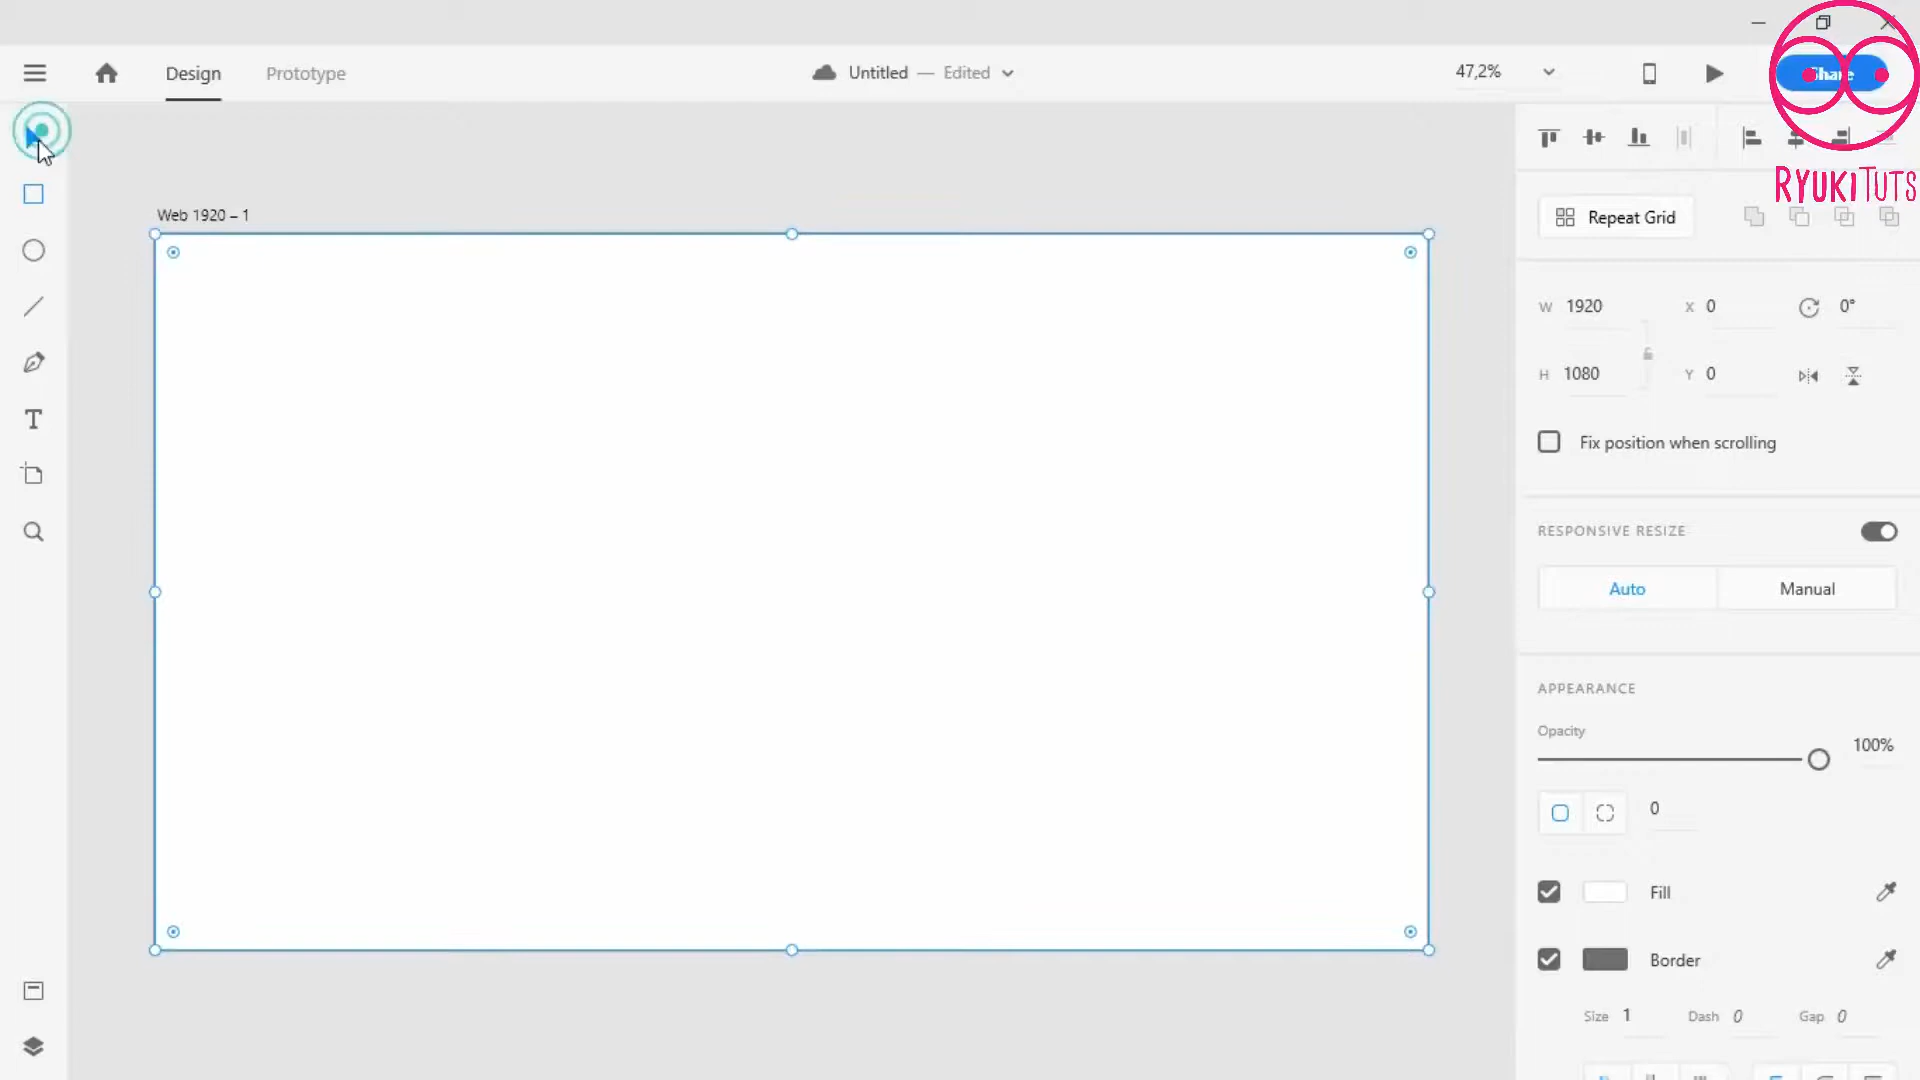 Design
Prototype
Untitled — Edited
47,2%
Share
RYUKITUTS
Web 1920 – 1
Repeat Grid
W 1920
X 0
0°
H 1080
Y 0
Fix position when scrolling
RESPONSIVE RESIZE
Auto
Manual
APPEARANCE
Opacity
100%
0
Fill
Border
Size 1
Dash 0
Gap 0